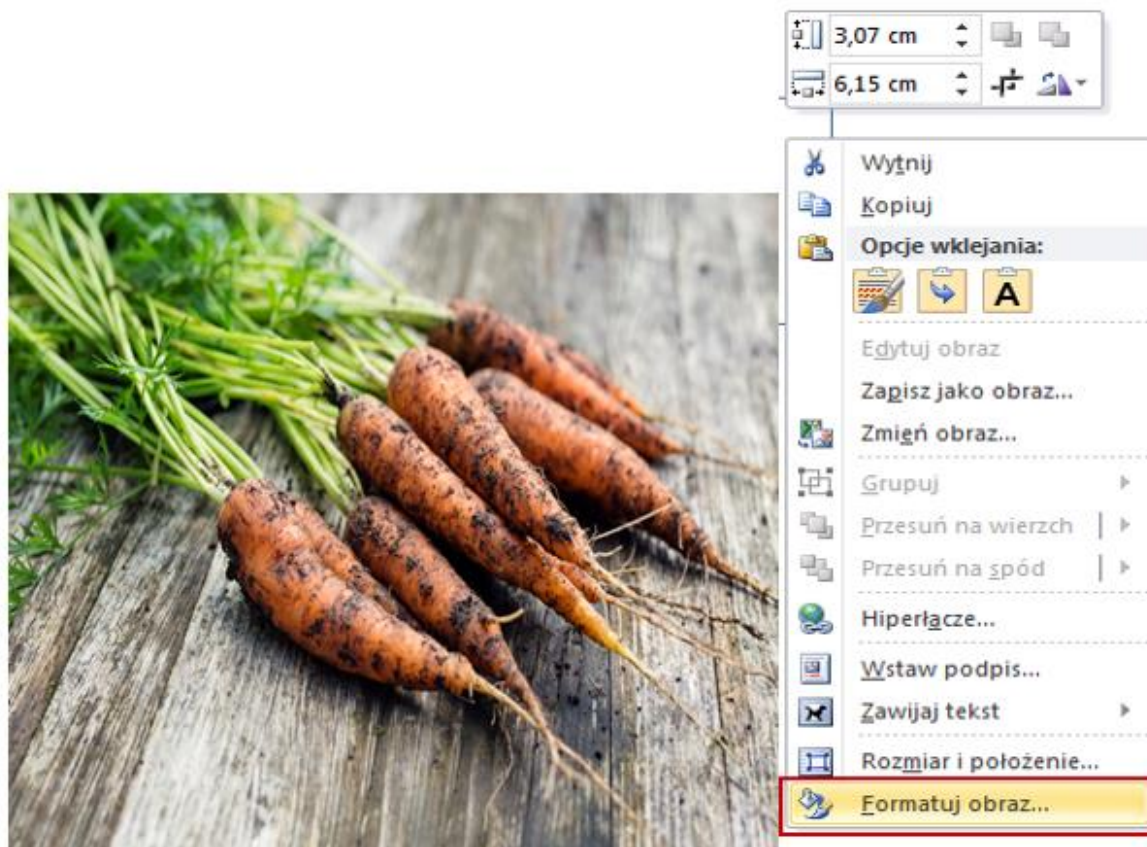 3,07 cm
6,15 cm
Wytnij
Kopiuj
Opcje wklejania:
A
Edytuj obraz
Zapisz jako obraz...
Zmień obraz...
Grupuj
Przesuń na wierzch
Przesuń na spód
Hiperłącze...
Wstaw podpis...
Zawijaj tekst
Rozmiar i położenie...
Formatuj obraz...